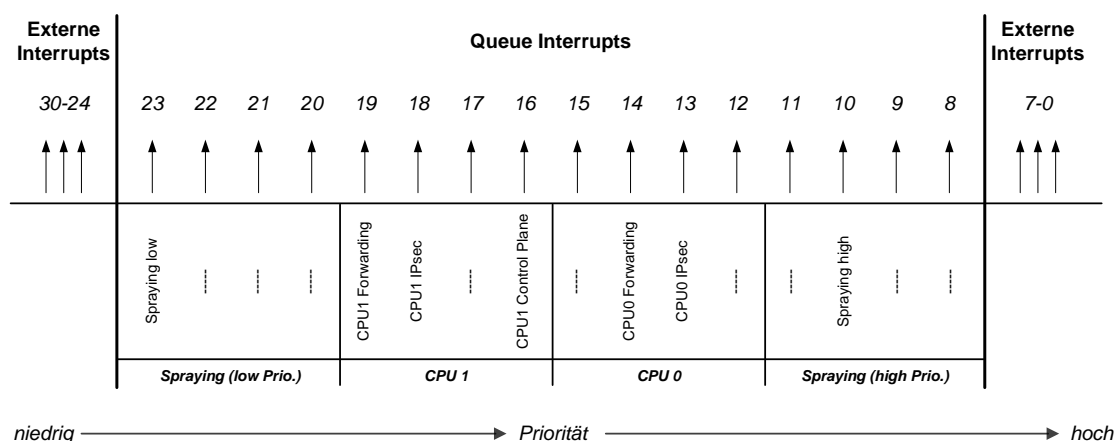 Externe
Interrupts
Queue Interrupts
Externe
Interrupts
30-24 23 22 21 20 19 18 17 16 15 14 13 12 11 10 9 8 7-0
Spraying low
CPU1 Forwarding
CPU1 IPsec
CPU1 Control Plane
CPU0 Forwarding
CPU0 IPsec
Spraying high
Spraying (low Prio.) CPU 1 CPU 0 Spraying (high Prio.)
niedrig Priorität hoch